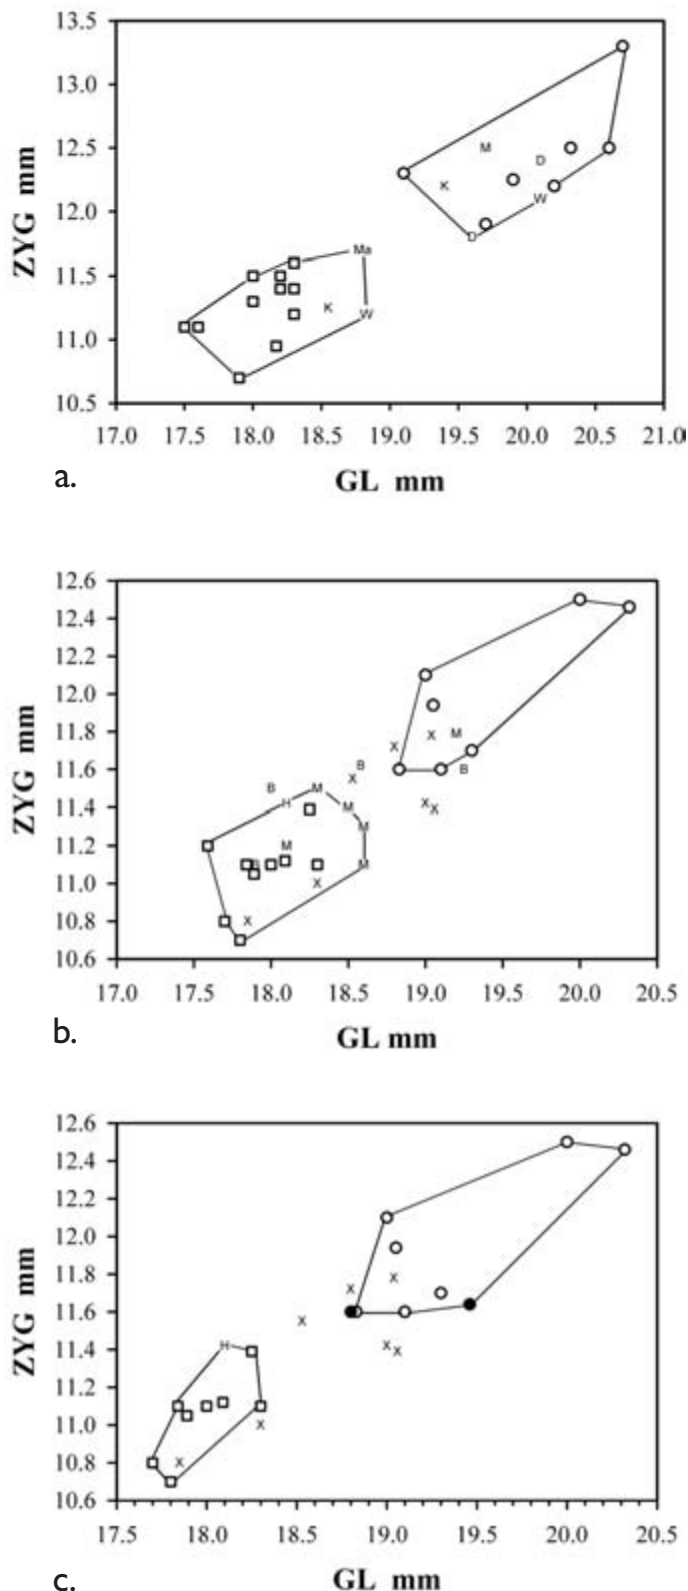 13.5
13.0
12.5
12.0
11.5
11.0
10.5
ZYG mm
M
D
K
W
D
Ma
K
W
17.0 17.5 18.0 18.5 19.0 19.5 20.0 20.5 21.0
a.
GL mm
12.6
12.4
12.2
12.0
11.8
11.6
11.4
11.2
11.0
10.8
10.6
ZYG mm
X M
X
B B
X
B M
H M X
X
M
M
B M
X
X
17.0 17.5 18.0 18.5 19.0 19.5 20.0 20.5
b.
GL mm
12.6
12.4
12.2
12.0
11.8
11.6
11.4
11.2
11.0
10.8
10.6
ZYG mm
X
X
X
H X
X
X
X
17.5 18.0 18.5 19.0 19.5 20.0 20.5
c.
GL mm